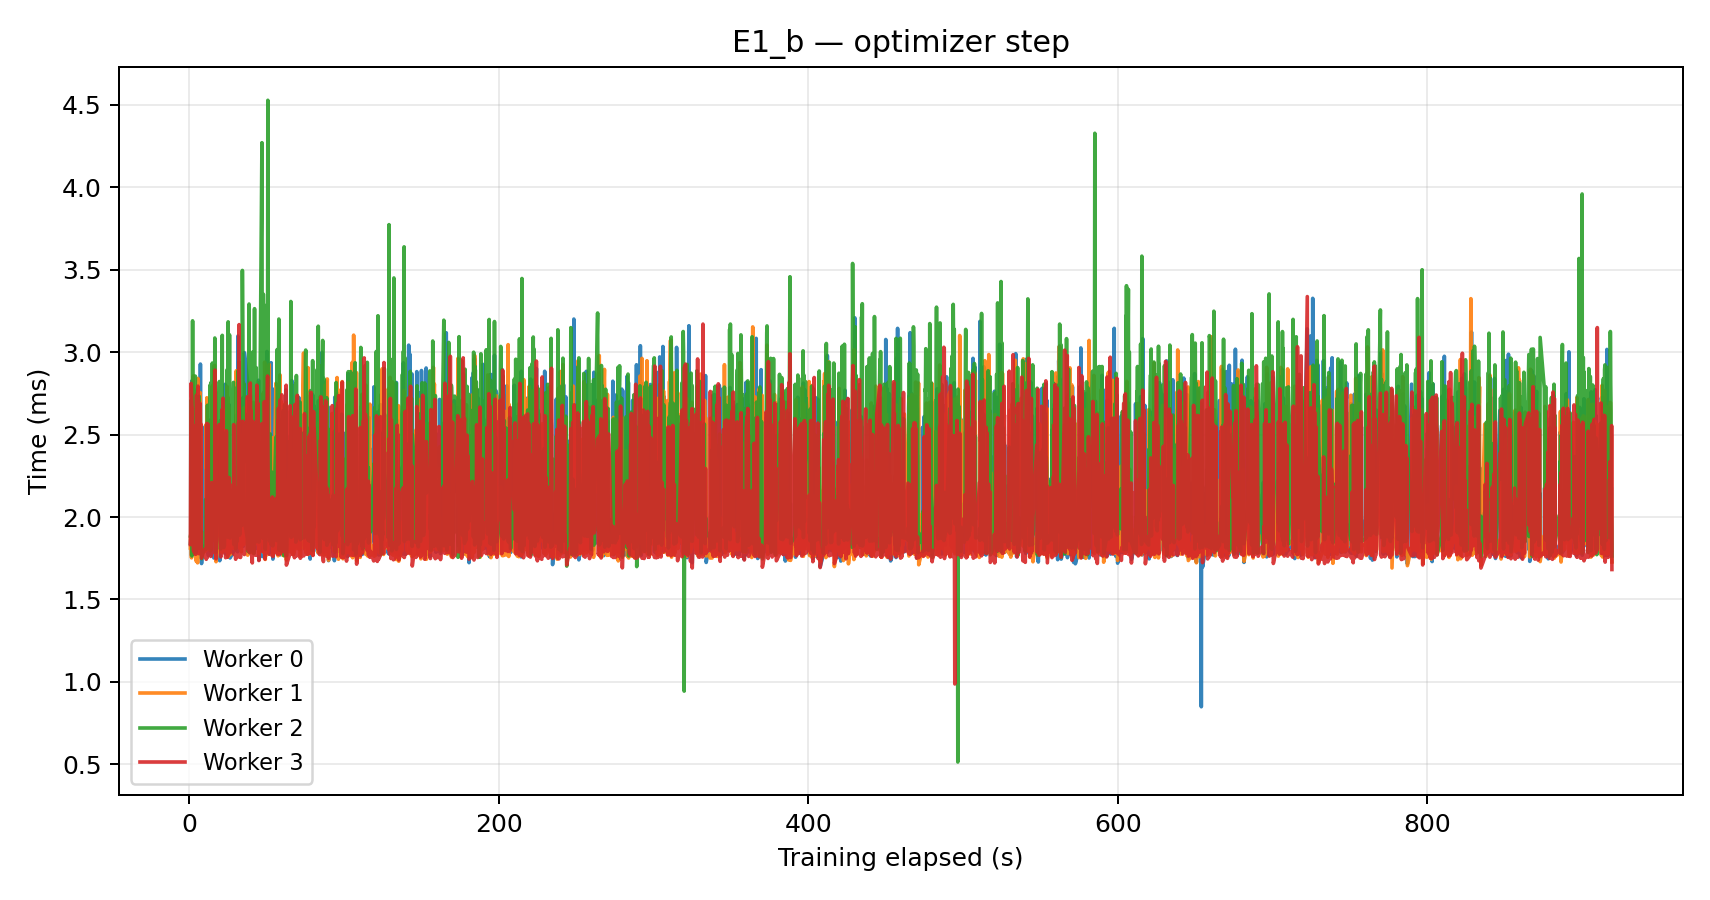 E1_b — optimizer step
Time (ms)
4.5
4.0
3.5
3.0
2.5
2.0
1.5
1.0
0.5
Worker 0
Worker 1
Worker 2
Worker 3
0 200 400 600 800
Training elapsed (s)